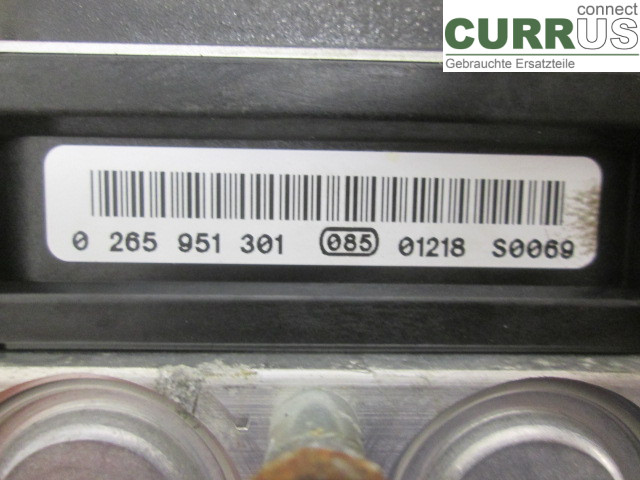 connect
CURRUS
Gebrauchte Ersatzteile
0 265 951 301 085 01218 S0069